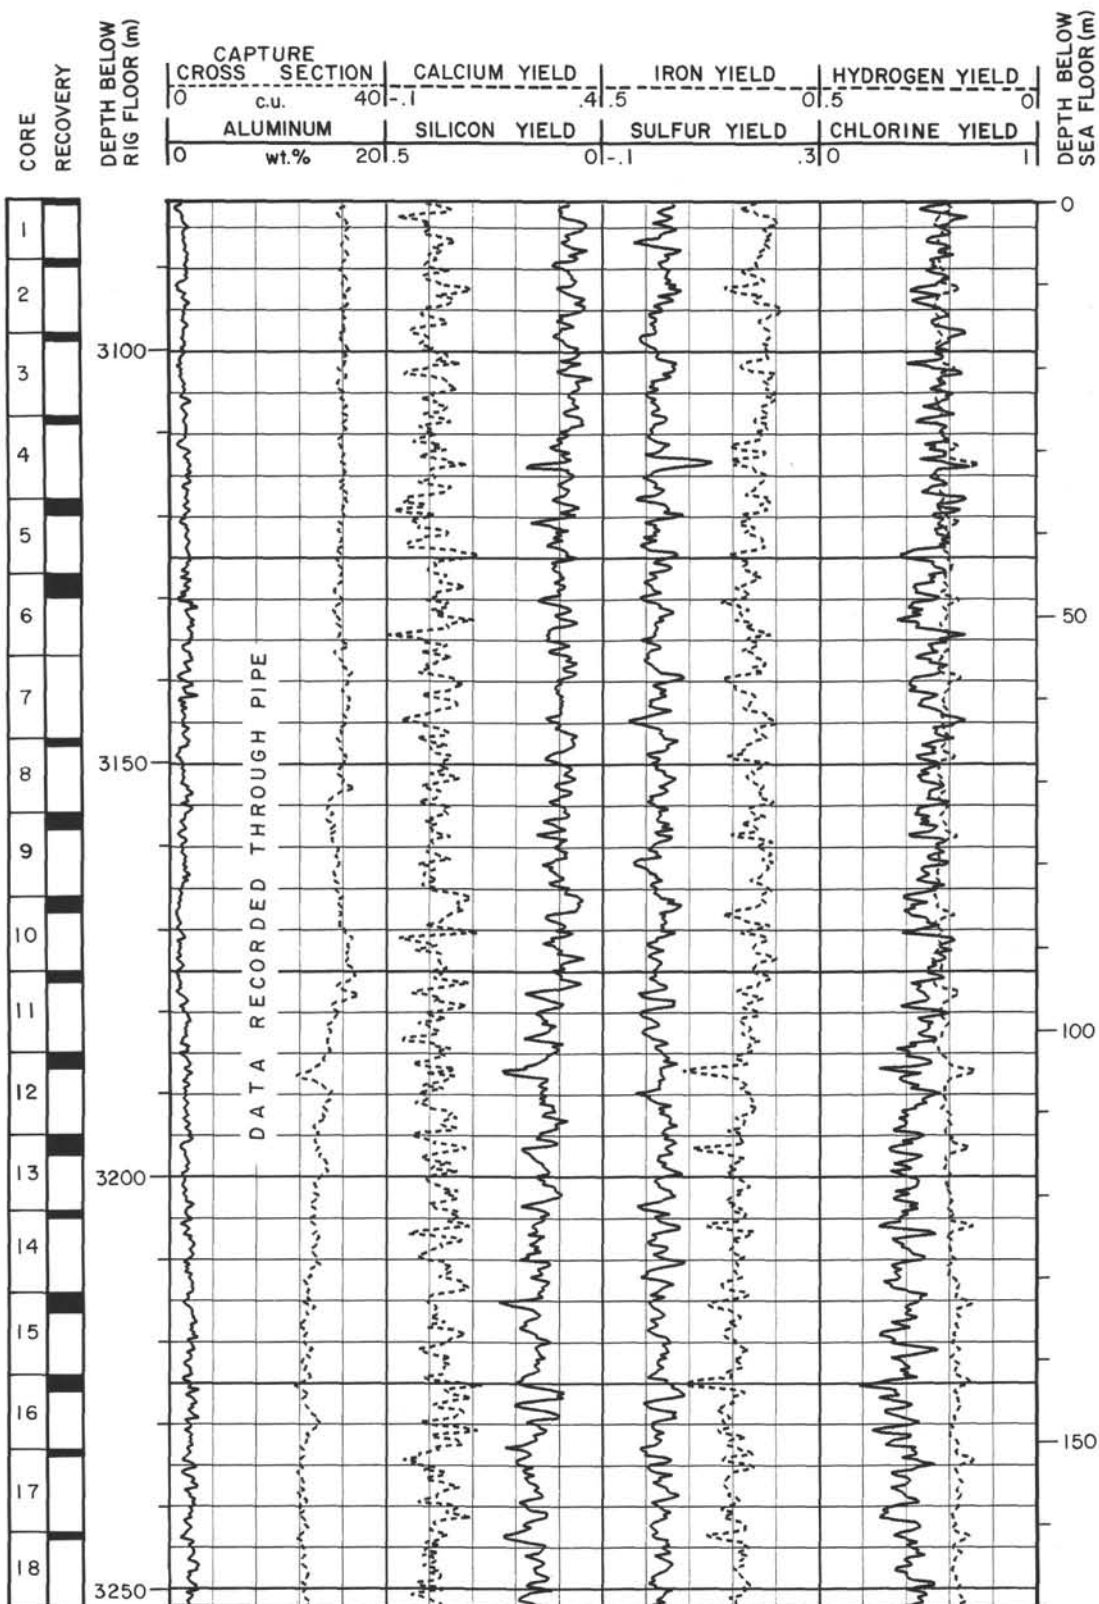 CORE
RECOVERY
DEPTH BELOW
RIG FLOOR (m)
CAPTURE
CROSS SECTION
0 c.u. 40
ALUMINUM
0 wt.% 20
CALCIUM YIELD
-.1 .4
SILICON YIELD
.5 0
IRON YIELD
.5 0
SULFUR YIELD
-.1 .3
HYDROGEN YIELD
.5 0
CHLORINE YIELD
0 1
DEPTH BELOW
SEA FLOOR (m)
1
2
3
4
5
6
7
8
9
10
11
12
13
14
15
16
17
18
3100
3150
3200
3250
DATA RECORDED THROUGH PIPE
0
50
100
150